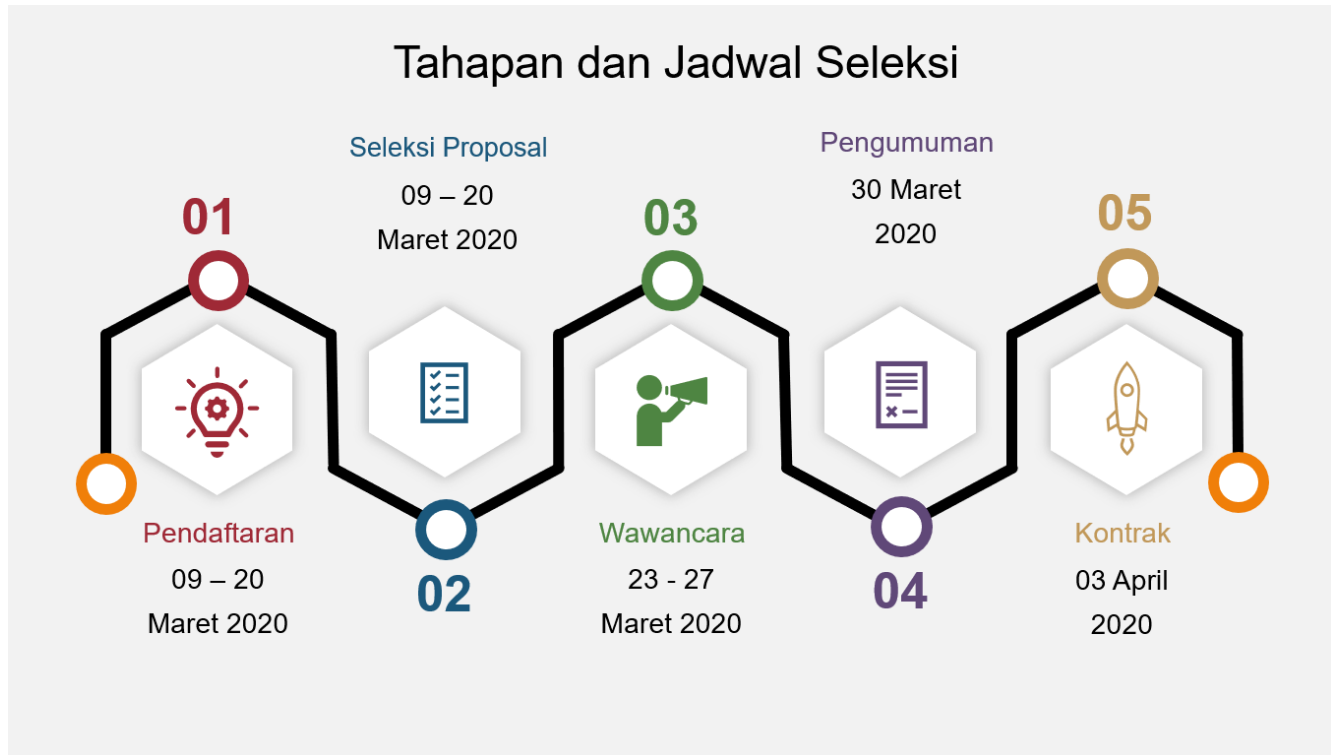 Tahapan dan Jadwal Seleksi
01
Pendaftaran
09 – 20
Maret 2020
Seleksi Proposal
09 – 20
Maret 2020
02
03
Wawancara
23 - 27
Maret 2020
Pengumuman
30 Maret
2020
04
05
Kontrak
03 April
2020